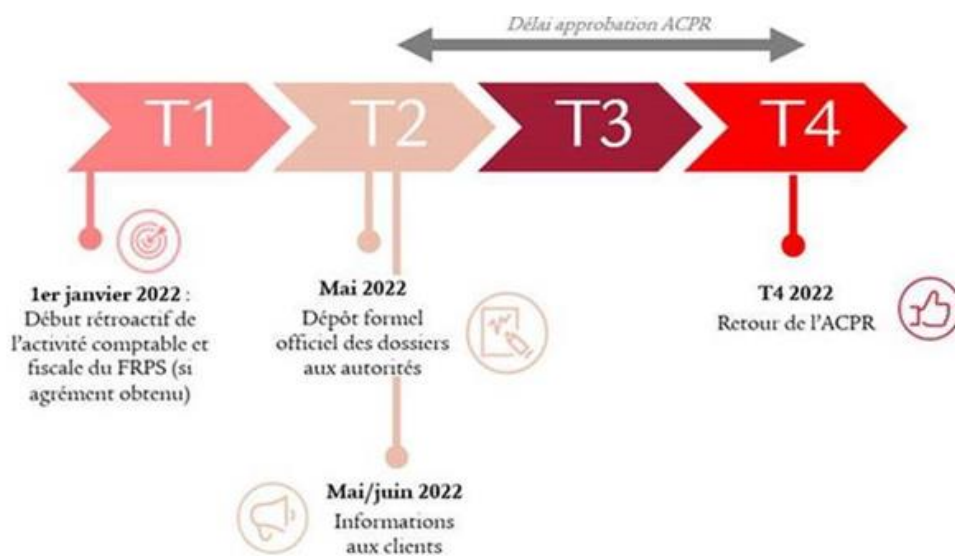 Délai approbation ACPR
T1
T2
T3
T4
1er janvier 2022 :
Début rétroactif de
l'activité comptable et
fiscale du FRPS (si
agrément obtenu)
Mai 2022
Dépôt formel
officiel des dossiers
aux autorités
T4 2022
Retour de l'ACPR
Mai/juin 2022
Informations
aux clients